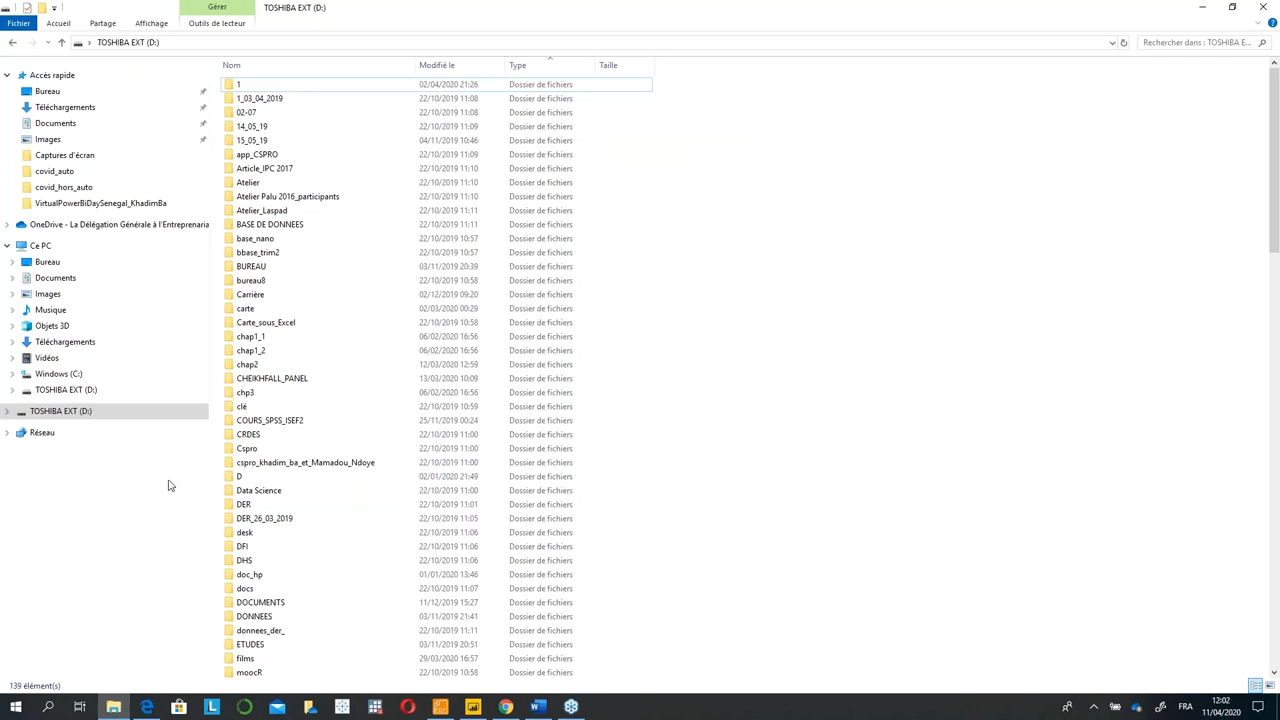 Gérer
TOSHIBA EXT (D:)
Fichier Accueil Partage Affichage Outils de lecteur
TOSHIBA EXT (D:)
Rechercher dans : TOSHIBA E...
Nom Modifié le Type Taille
Accès rapide
Bureau
Téléchargements
Documents
Images
Captures d'écran
covid_auto
covid_hors_auto
VirtualPowerBiDaySenegal_KhadimBa
OneDrive - La Délégation Générale à l'Entreprenaria
Ce PC
Bureau
Documents
Images
Musique
Objets 3D
Téléchargements
Vidéos
Windows (C:)
TOSHIBA EXT (D:)
TOSHIBA EXT (D:)
Réseau
1 02/04/2020 21:26 Dossier de fichiers
1_03_04_2019 22/10/2019 11:08 Dossier de fichiers
02-07 22/10/2019 11:08 Dossier de fichiers
14_05_19 22/10/2019 11:09 Dossier de fichiers
15_05_19 04/11/2019 10:46 Dossier de fichiers
app_CSPRO 22/10/2019 11:09 Dossier de fichiers
Article_IPC 2017 22/10/2019 11:10 Dossier de fichiers
Atelier 22/10/2019 11:10 Dossier de fichiers
Atelier Palu 2016_participants 22/10/2019 11:10 Dossier de fichiers
Atelier_Laspad 22/10/2019 11:11 Dossier de fichiers
BASE DE DONNEES 22/10/2019 11:11 Dossier de fichiers
base_nano 22/10/2019 10:57 Dossier de fichiers
bbase_trim2 22/10/2019 10:57 Dossier de fichiers
BUREAU 03/11/2019 20:39 Dossier de fichiers
bureau8 22/10/2019 10:58 Dossier de fichiers
Carrière 02/12/2019 09:20 Dossier de fichiers
carte 02/03/2020 00:29 Dossier de fichiers
Carte_sous_Excel 22/10/2019 10:58 Dossier de fichiers
chap1_1 06/02/2020 16:56 Dossier de fichiers
chap1_2 06/02/2020 16:56 Dossier de fichiers
chap2 12/03/2020 12:59 Dossier de fichiers
CHEIKHFALL_PANEL 13/03/2020 10:09 Dossier de fichiers
chp3 06/02/2020 16:56 Dossier de fichiers
clé 22/10/2019 10:59 Dossier de fichiers
COURS_SPSS_ISEF2 25/11/2019 00:24 Dossier de fichiers
CRDES 22/10/2019 11:00 Dossier de fichiers
Cspro 22/10/2019 11:00 Dossier de fichiers
cspro_khadim_ba_et_Mamadou_Ndoye 22/10/2019 11:00 Dossier de fichiers
D 02/01/2020 21:49 Dossier de fichiers
Data Science 22/10/2019 11:00 Dossier de fichiers
DER 22/10/2019 11:01 Dossier de fichiers
DER_26_03_2019 22/10/2019 11:05 Dossier de fichiers
desk 22/10/2019 11:06 Dossier de fichiers
DFI 22/10/2019 11:06 Dossier de fichiers
DHS 22/10/2019 11:06 Dossier de fichiers
doc_hp 01/01/2020 13:46 Dossier de fichiers
docs 22/10/2019 11:07 Dossier de fichiers
DOCUMENTS 11/12/2019 15:27 Dossier de fichiers
DONNEES 03/11/2019 21:41 Dossier de fichiers
donnees_der_ 22/10/2019 11:11 Dossier de fichiers
ETUDES 03/11/2019 20:51 Dossier de fichiers
films 29/03/2020 16:57 Dossier de fichiers
moocR 22/10/2019 10:58 Dossier de fichiers
139 élément(s)
FRA
12:02
11/04/2020